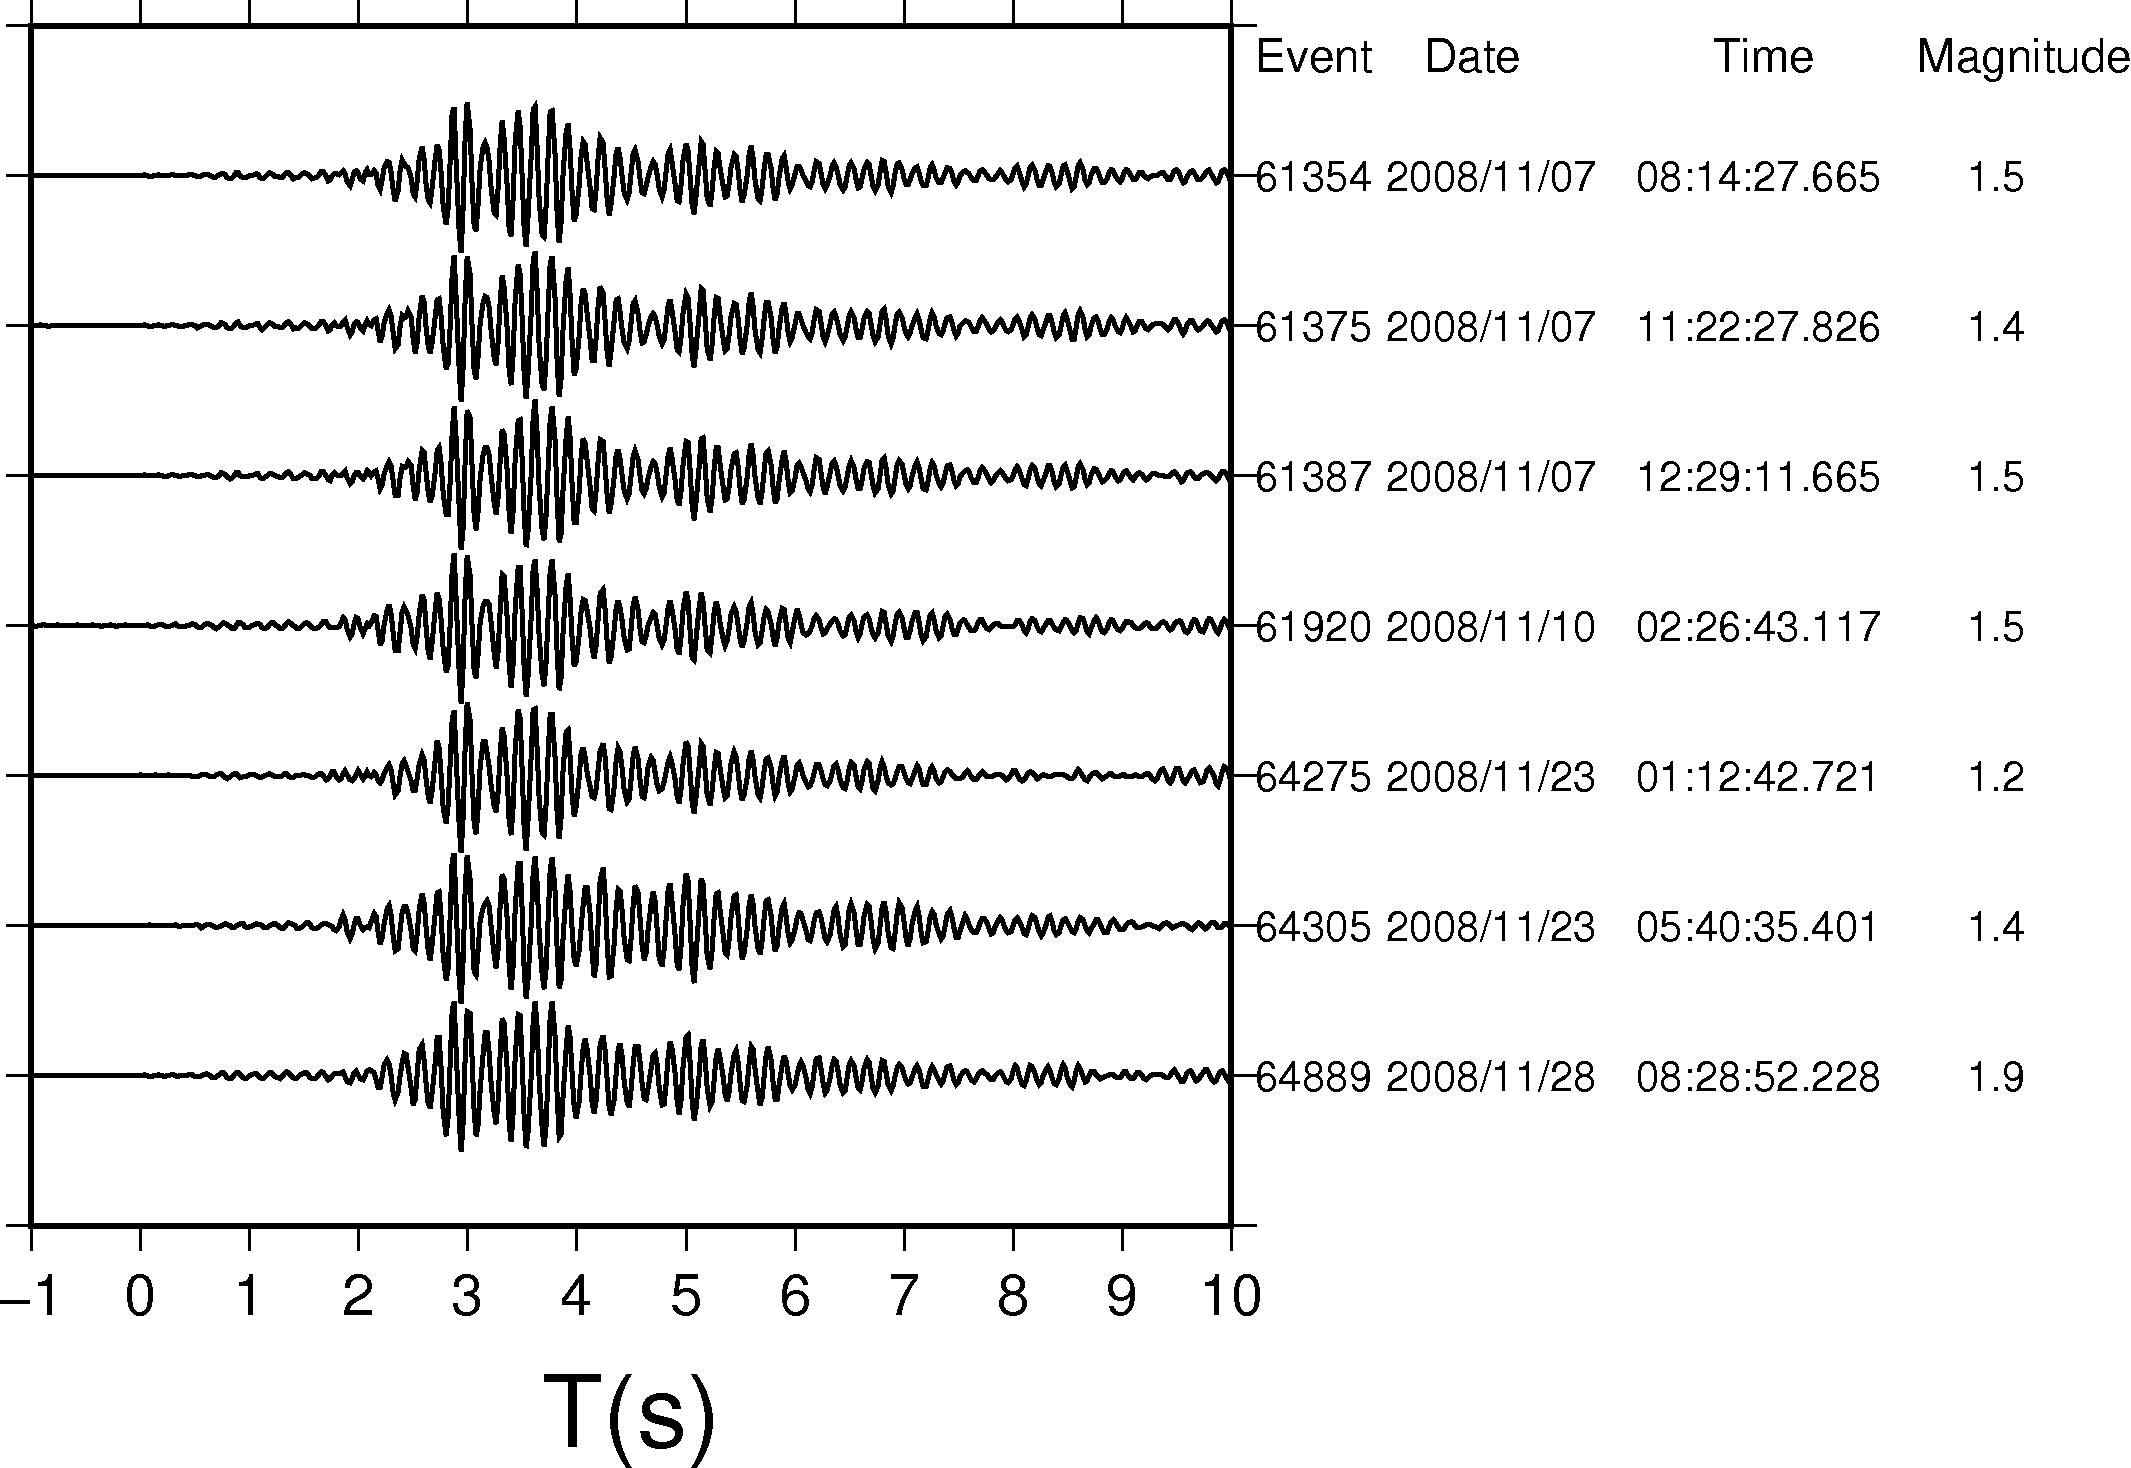 Event Date Time Magnitude
61354 2008/11/07 08:14:27.665 1.5
61375 2008/11/07 11:22:27.826 1.4
61387 2008/11/07 12:29:11.665 1.5
61920 2008/11/10 02:26:43.117 1.5
64275 2008/11/23 01:12:42.721 1.2
64305 2008/11/23 05:40:35.401 1.4
64889 2008/11/28 08:28:52.228 1.9
−1 0 1 2 3 4 5 6 7 8 9 10
T(s)